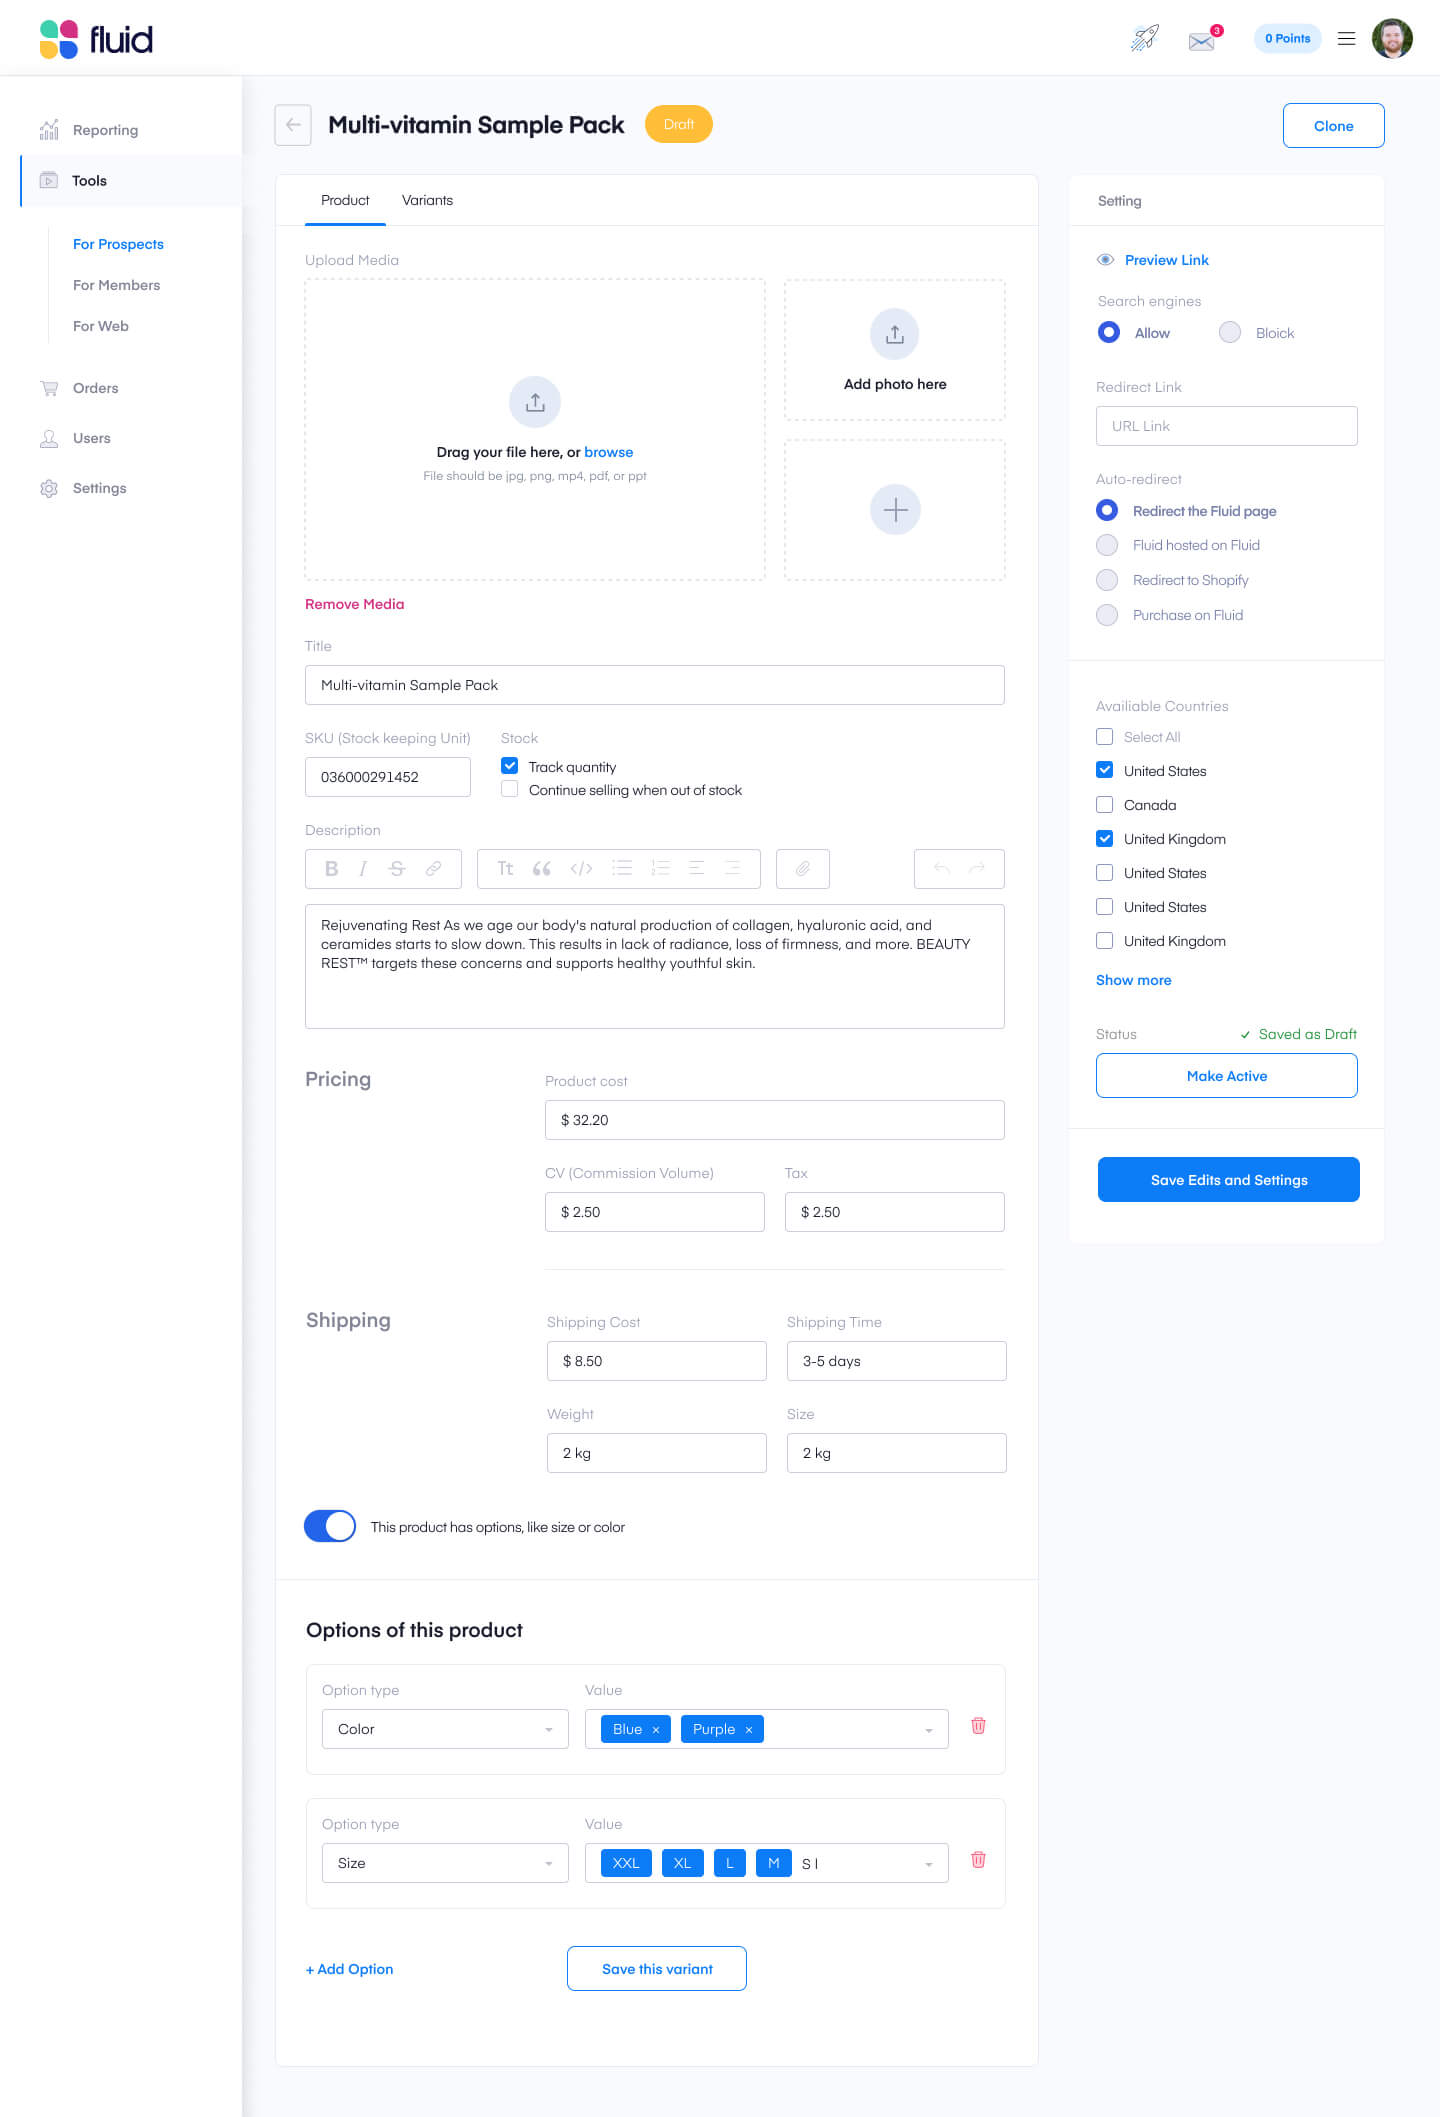 fluid
3
0 Points
Reporting
Tools
For Prospects
For Members
For Web
Orders
Users
Settings
Multi-vitamin Sample Pack
Draft
Clone
Product
Variants
Upload Media
Drag your file here, or browse
File should be jpg, png, mp4, pdf, or ppt
Add photo here
Remove Media
Title
Multi-vitamin Sample Pack
SKU (Stock keeping Unit)
036000291452
Stock
Track quantity
Continue selling when out of stock
Description
B I S Tt
Rejuvenating Rest As we age our body's natural production of collagen, hyaluronic acid, and
ceramides starts to slow down. This results in lack of radiance, loss of firmness, and more. BEAUTY
REST™ targets these concerns and supports healthy youthful skin.
Pricing
Product cost
$ 32.20
CV (Commission Volume)
$ 2.50
Tax
$ 2.50
Shipping
Shipping Cost
$ 8.50
Shipping Time
3-5 days
Weight
2 kg
Size
2 kg
This product has options, like size or color
Options of this product
Option type
Color
Value
Blue ×
Purple ×
Option type
Size
Value
XXL
XL
L
M
S |
+ Add Option
Save this variant
Setting
Preview Link
Search engines
Allow
Bloick
Redirect Link
URL Link
Auto-redirect
Redirect the Fluid page
Fluid hosted on Fluid
Redirect to Shopify
Purchase on Fluid
Availiable Countries
Select All
United States
Canada
United Kingdom
United States
United States
United Kingdom
Show more
Status
Saved as Draft
Make Active
Save Edits and Settings